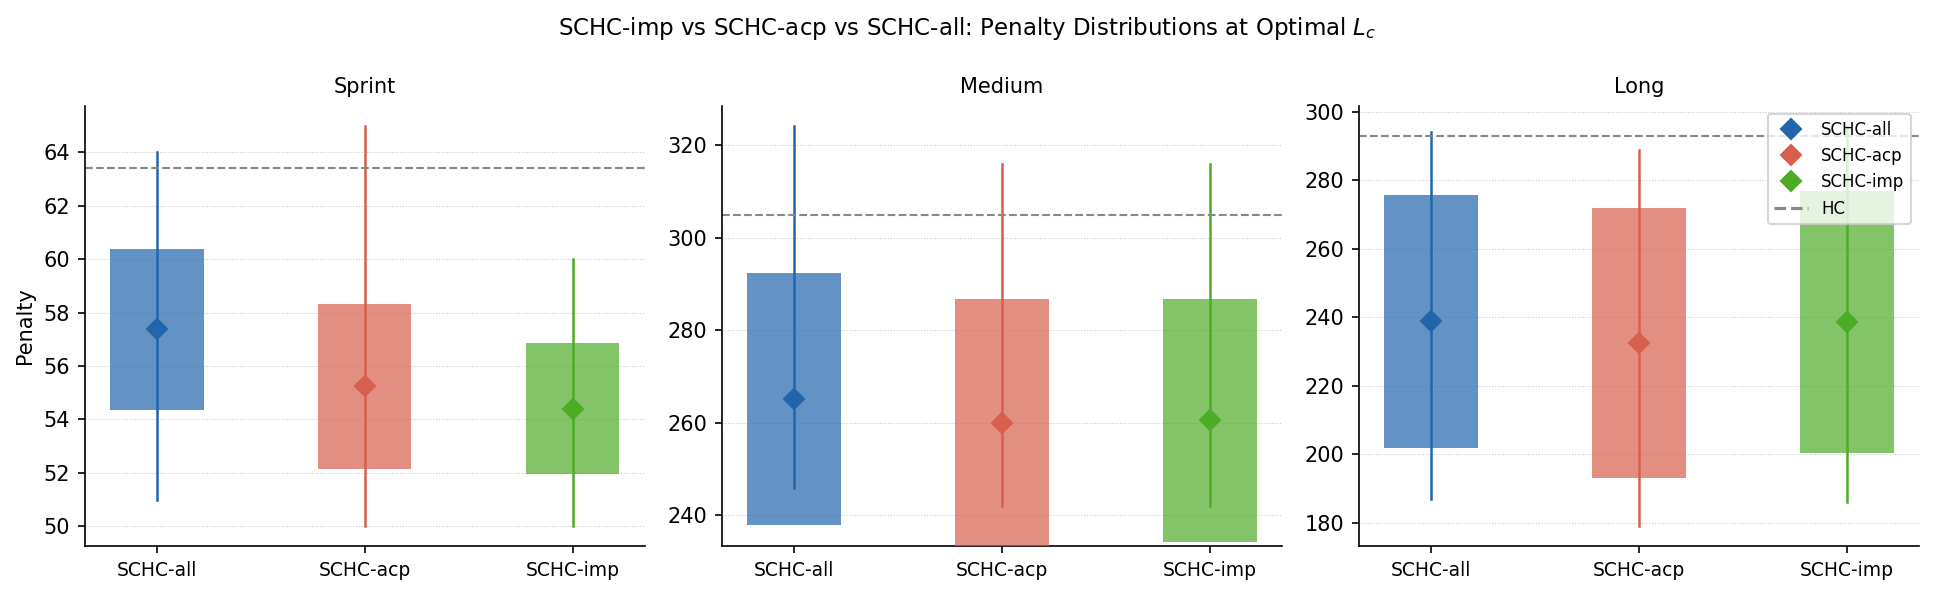 SCHC-imp vs SCHC-acp vs SCHC-all: Penalty Distributions at Optimal L_c
Sprint
Penalty
64
62
60
58
56
54
52
50
SCHC-all SCHC-acp SCHC-imp
Medium
320
300
280
260
240
SCHC-all SCHC-acp SCHC-imp
Long
300
280
260
240
220
200
180
SCHC-all SCHC-acp SCHC-imp
SCHC-all
SCHC-acp
SCHC-imp
HC